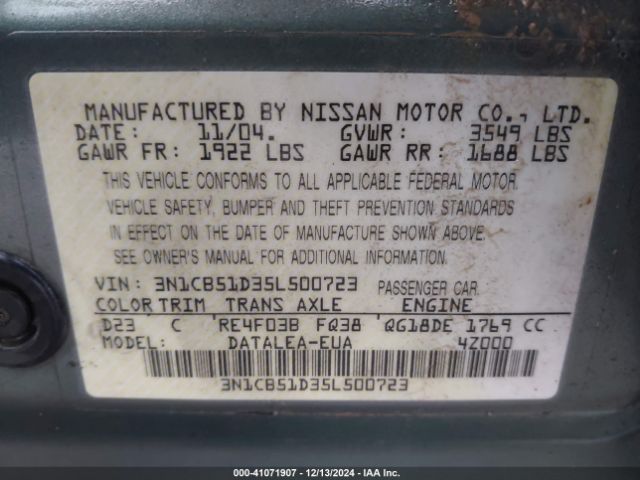 MANUFACTURED BY NISSAN MOTOR CO., LTD.
DATE: 11/04. GVWR: 3549 LBS
GAWR FR: 1922 LBS GAWR RR: 1688 LBS
THIS VEHICLE CONFORMS TO ALL APPLICABLE FEDERAL MOTOR
VEHICLE SAFETY, BUMPER AND THEFT PREVENTION STANDARDS
IN EFFECT ON THE DATE OF MANUFACTURE SHOWN ABOVE.
SEE OWNER'S MANUAL FOR ADDITIONAL INFORMATION.
VIN: 3N1CB51D35L500723 PASSENGER CAR
COLOR TRIM TRANS AXLE ENGINE
D23 C RE4F03B FQ38 QG18DE 1769 CC
MODEL: DATALEA-EUA 4Z000
3N1CB51D35L500723
000-41071907 - 12/13/2024 - IAA